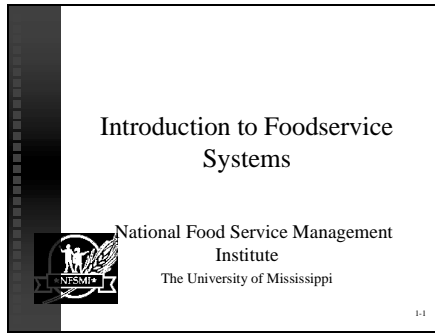 Introduction to Foodservice
Systems
National Food Service Management
Institute
The University of Mississippi
NFSMI
1-1